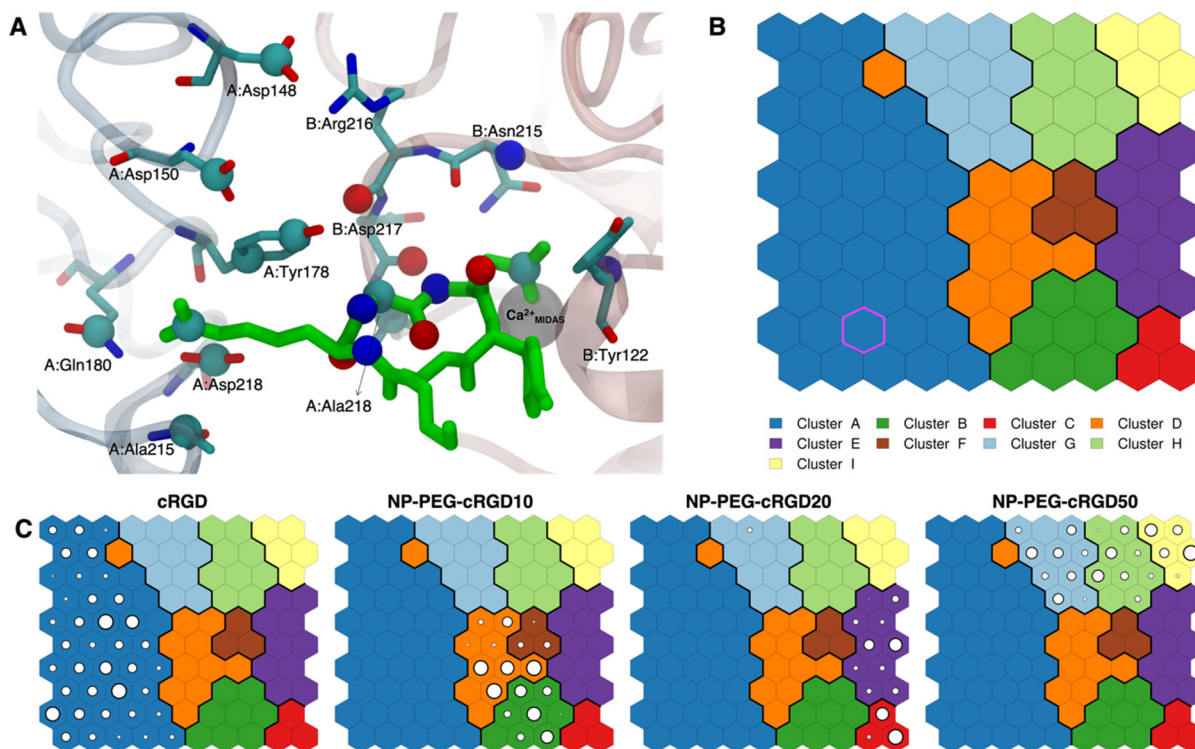 A
A:Asp148
B:Arg216
B:Asn215
A:Asp150
B:Asp217
A:Tyr178
Ca2+MIDAS
A:Gln180
A:Asp218
B:Tyr122
A:Ala218
A:Ala215
B
Cluster A
Cluster B
Cluster C
Cluster D
Cluster E
Cluster F
Cluster G
Cluster H
Cluster I
C
cRGD
NP-PEG-cRGD10
NP-PEG-cRGD20
NP-PEG-cRGD50